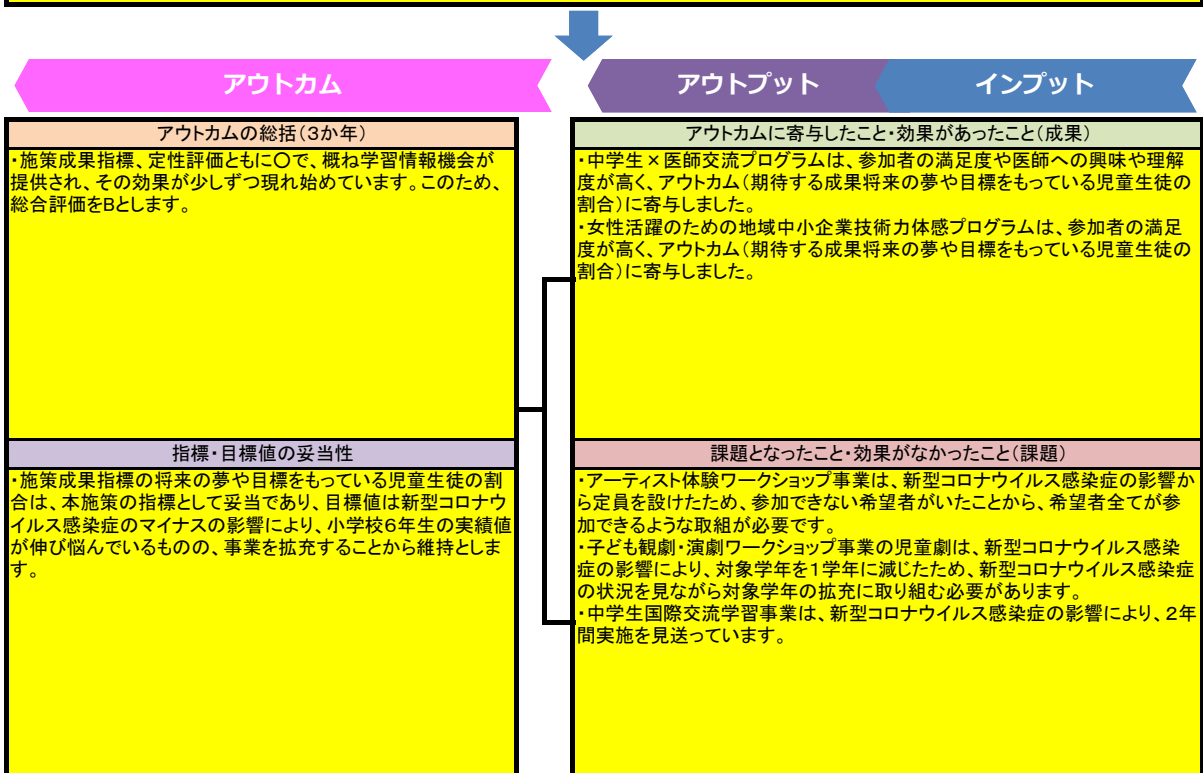 アウトカム
アウトプット
インプット
アウトカムの総括(3か年)
・施策成果指標、定性評価ともに〇で、概ね学習情報機会が
提供され、その効果が少しずつ現れ始めています。このため、
総合評価をBとします。
指標・目標値の妥当性
・施策成果指標の将来の夢や目標をもっている児童生徒の割
合は、本施策の指標として妥当であり、目標値は新型コロナウ
イルス感染症のマイナスの影響により、小学校6年生の実績値
が伸び悩んでいるものの、事業を拡充することから維持としま
す。
アウトカムに寄与したこと・効果があったこと(成果)
・中学生×医師交流プログラムは、参加者の満足度や医師への興味や理解
度が高く、アウトカム(期待する成果将来の夢や目標をもっている児童生徒の
割合)に寄与しました。
・女性活躍のための地域中小企業技術力体感プログラムは、参加者の満足
度が高く、アウトカム(期待する成果将来の夢や目標をもっている児童生徒の
割合)に寄与しました。
課題となったこと・効果がなかったこと(課題)
・アーティスト体験ワークショップ事業は、新型コロナウイルス感染症の影響か
ら定員を設けたため、参加できない希望者がいたことから、希望者全てが参
加できるような取組が必要です。
・子ども観劇・演劇ワークショップ事業の児童劇は、新型コロナウイルス感染
症の影響により、対象学年を1学年に減じたため、新型コロナウイルス感染症
の状況を見ながら対象学年の拡充に取り組む必要があります。
・中学生国際交流学習事業は、新型コロナウイルス感染症の影響により、2年
間実施を見送っています。